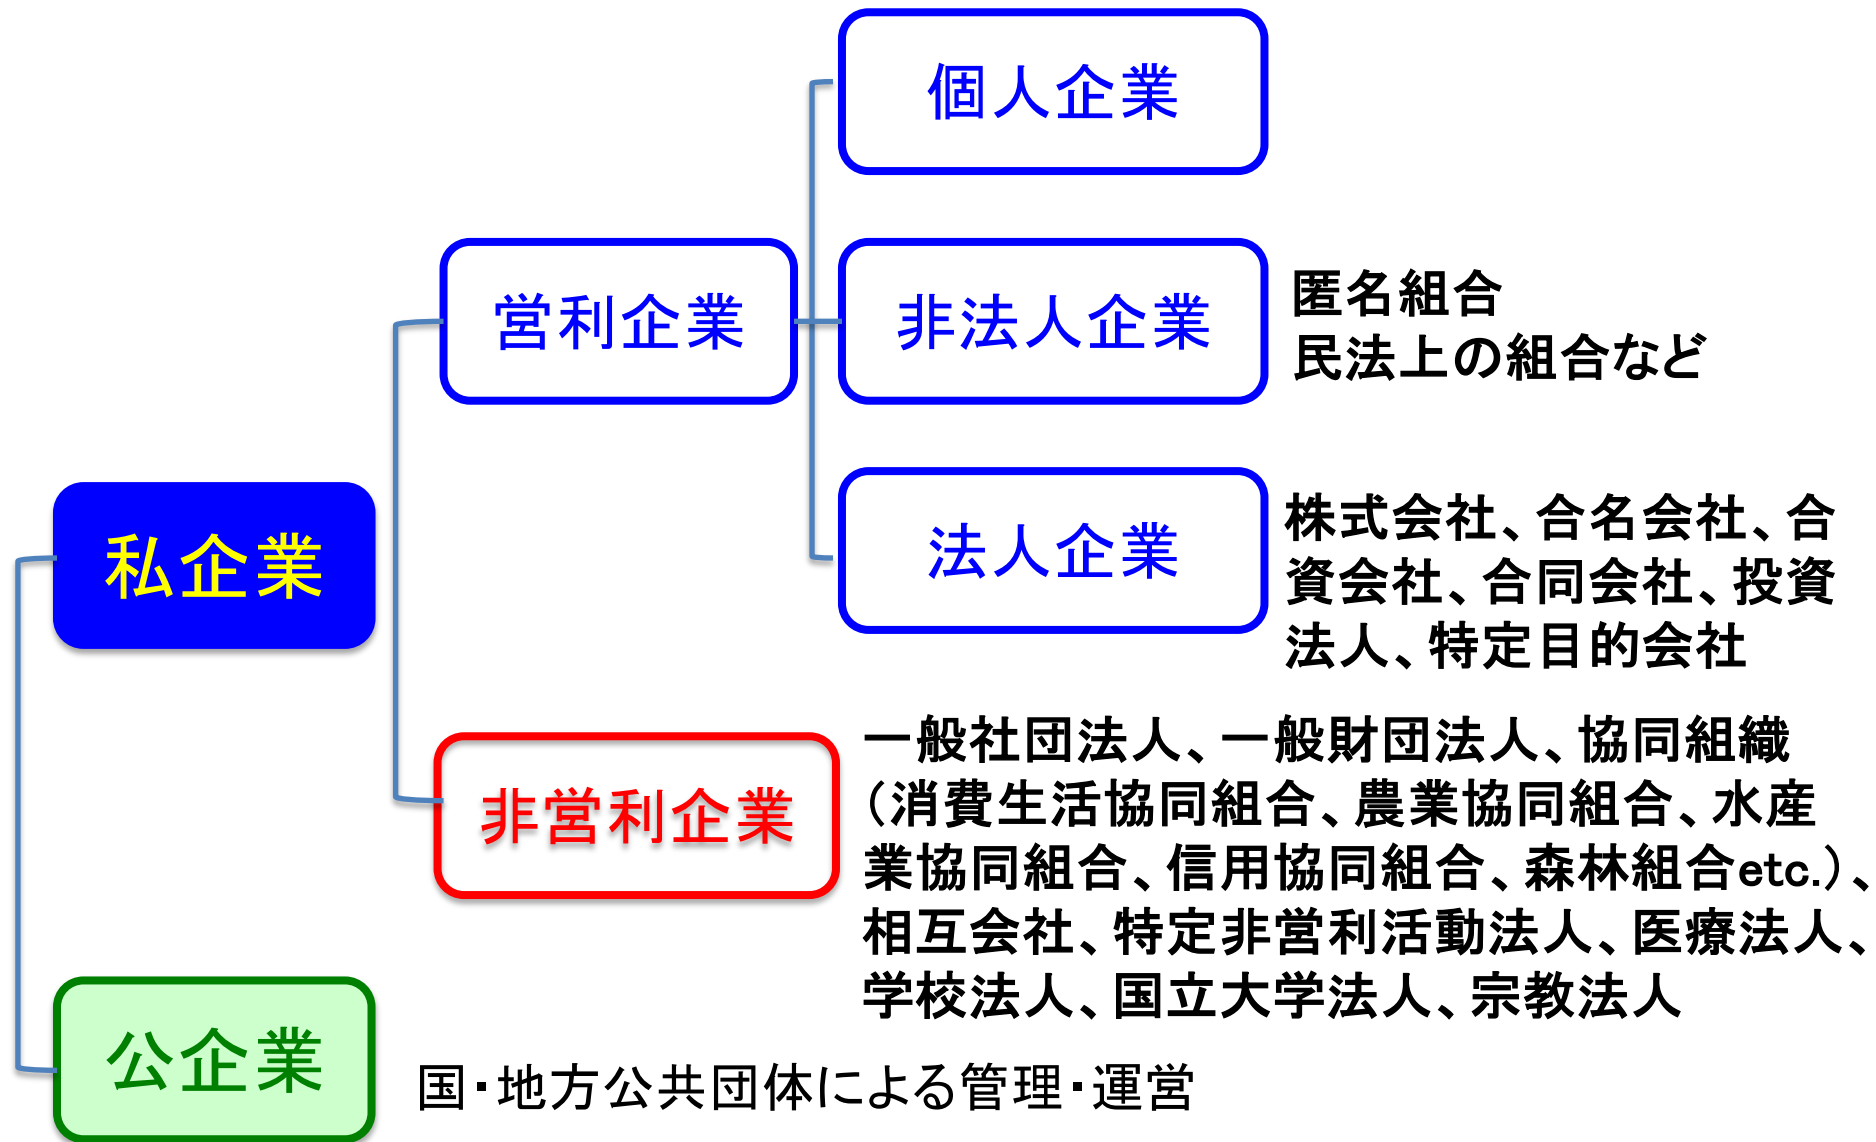 個人企業
営利企業
非法人企業
匿名組合
民法上の組合など
法人企業
株式会社、合名会社、合
資会社、合同会社、投資
法人、特定目的会社
私企業
非営利企業
一般社団法人、一般財団法人、協同組織
（消費生活協同組合、農業協同組合、水産
業協同組合、信用協同組合、森林組合etc.）、
相互会社、特定非営利活動法人、医療法人、
学校法人、国立大学法人、宗教法人
公企業
国・地方公共団体による管理・運営